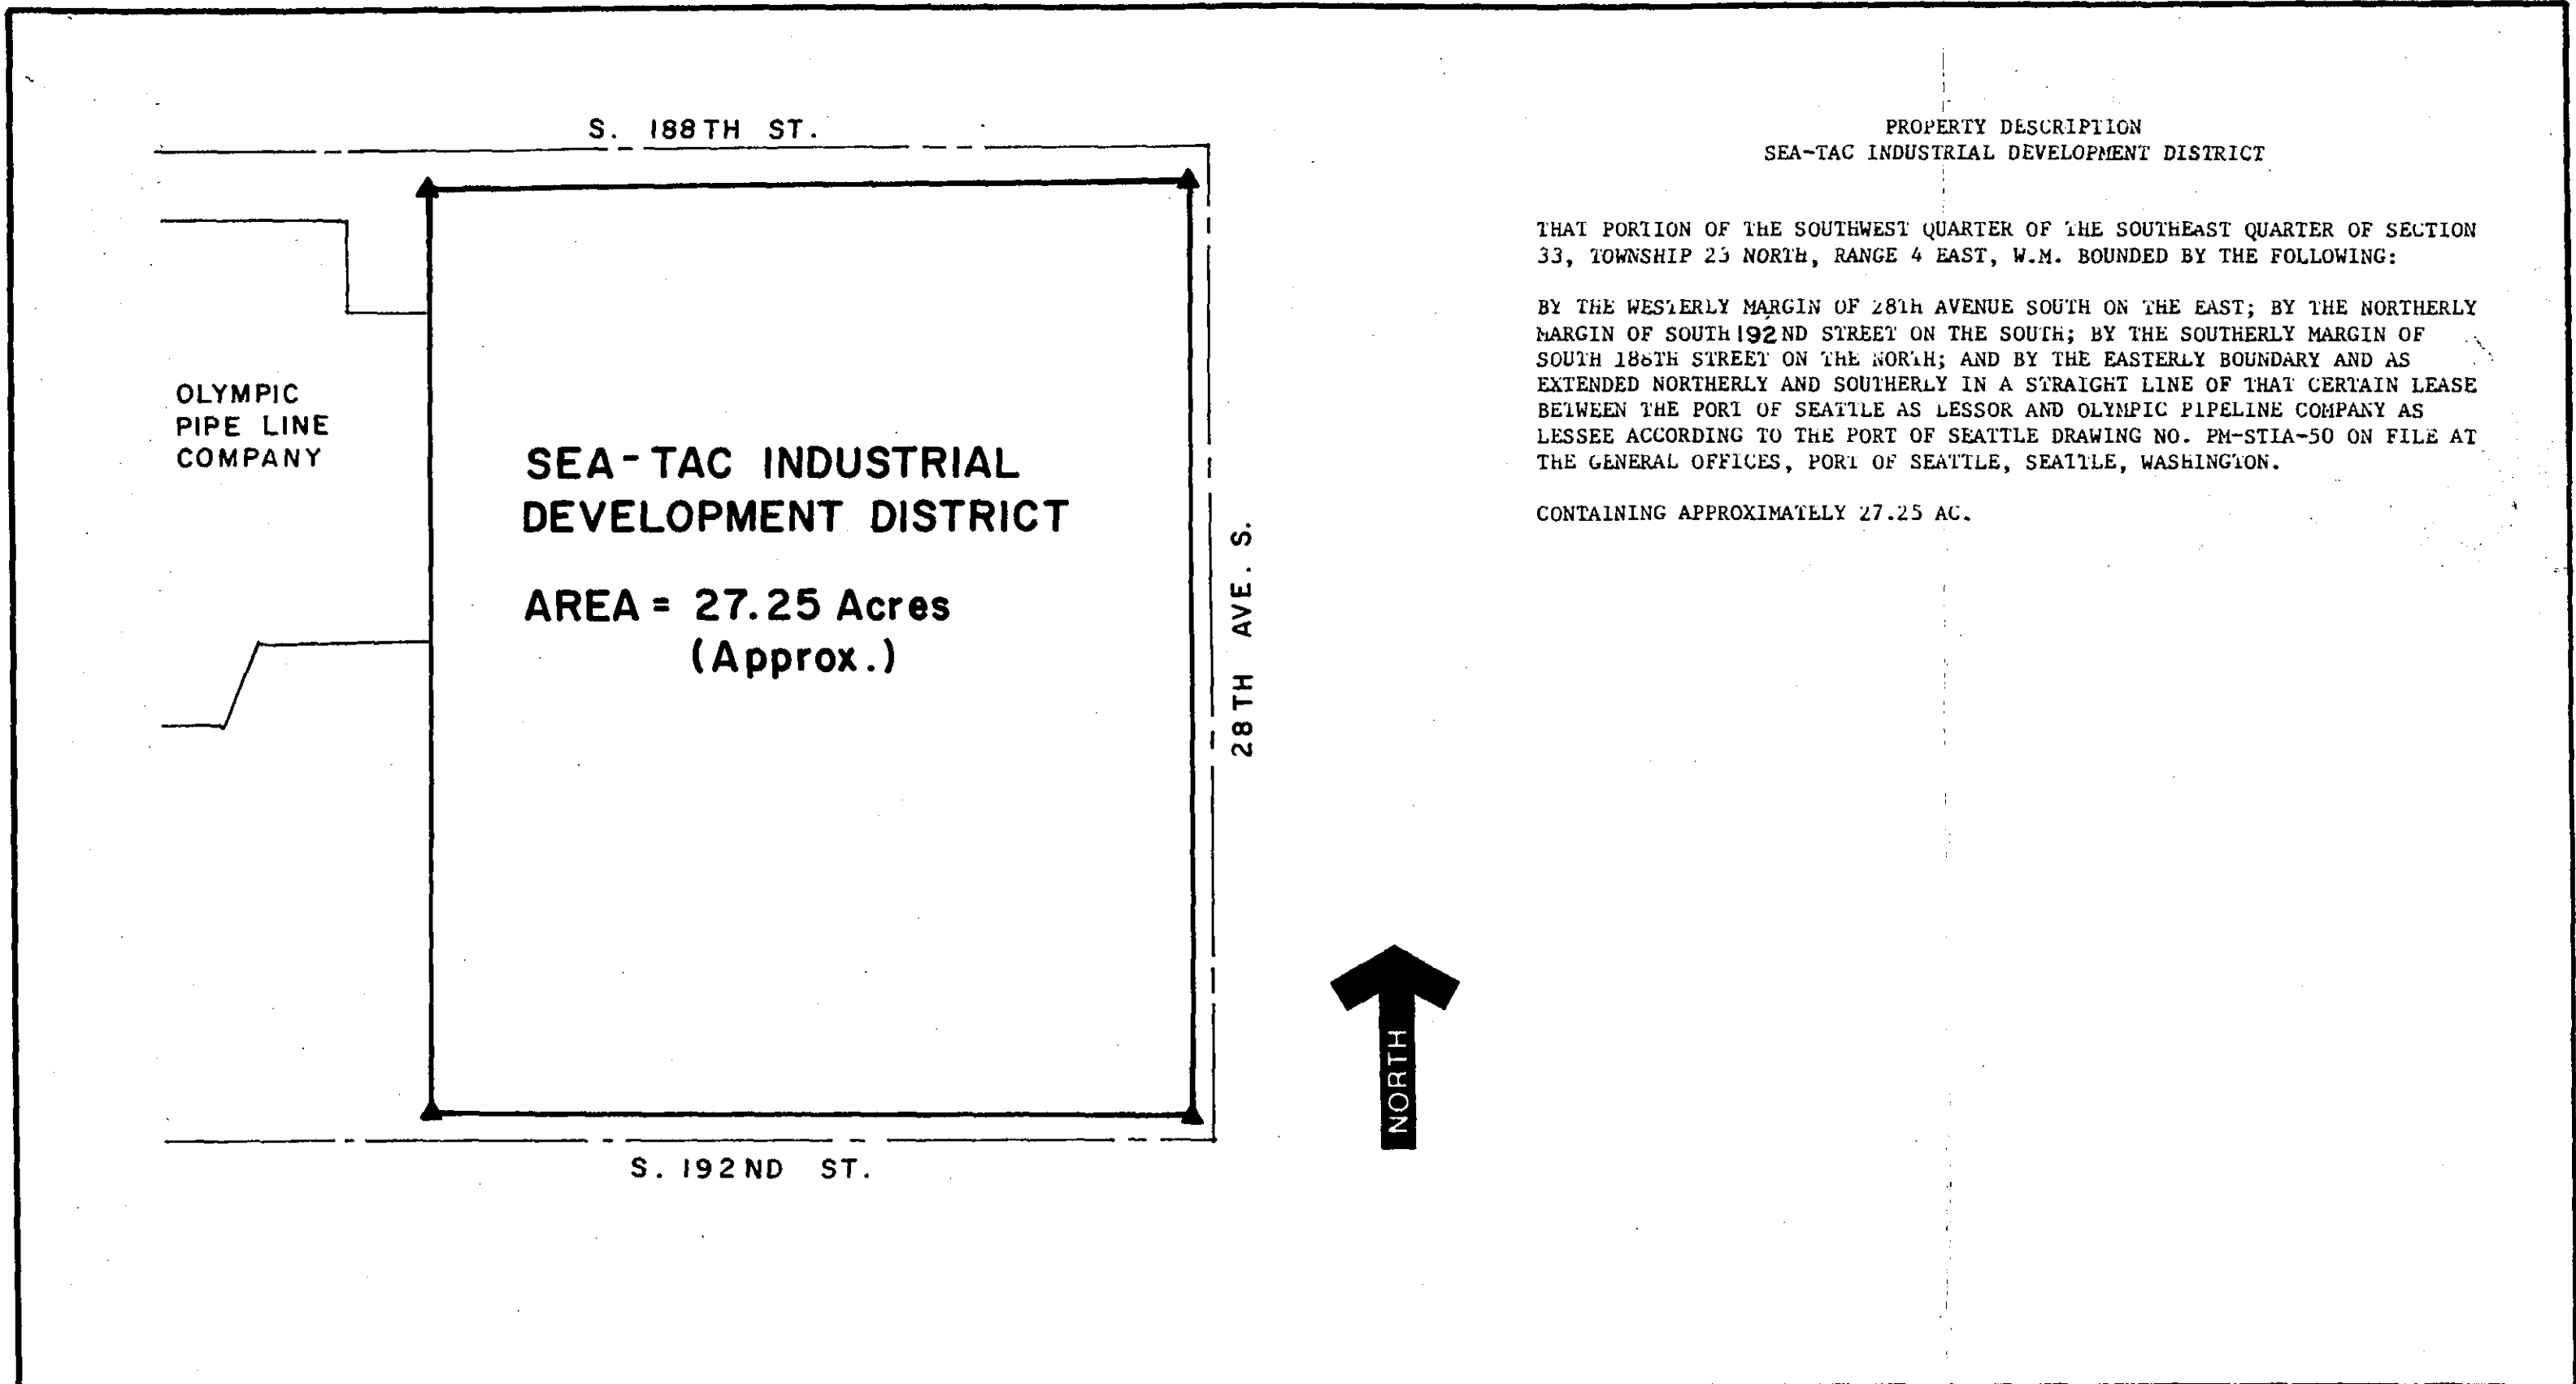 S. 188TH ST.
OLYMPIC
PIPE LINE
COMPANY
SEA-TAC INDUSTRIAL
DEVELOPMENT DISTRICT
AREA = 27.25 Acres
(Approx.)
28TH AVE. S.
S. 192ND ST.
NORTH
PROPERTY DESCRIPTION
SEA-TAC INDUSTRIAL DEVELOPMENT DISTRICT
THAT PORTION OF THE SOUTHWEST QUARTER OF THE SOUTHEAST QUARTER OF SECTION
33, TOWNSHIP 23 NORTH, RANGE 4 EAST, W.M. BOUNDED BY THE FOLLOWING:
BY THE WESTERLY MARGIN OF 28TH AVENUE SOUTH ON THE EAST; BY THE NORTHERLY
MARGIN OF SOUTH 192ND STREET ON THE SOUTH; BY THE SOUTHERLY MARGIN OF
SOUTH 188TH STREET ON THE NORTH; AND BY THE EASTERLY BOUNDARY AND AS
EXTENDED NORTHERLY AND SOUTHERLY IN A STRAIGHT LINE OF THAT CERTAIN LEASE
BETWEEN THE PORT OF SEATTLE AS LESSOR AND OLYMPIC PIPELINE COMPANY AS
LESSEE ACCORDING TO THE PORT OF SEATTLE DRAWING NO. PM-STIA-50 ON FILE AT
THE GENERAL OFFICES, PORT OF SEATTLE, SEATTLE, WASHINGTON.
CONTAINING APPROXIMATELY 27.25 AC.